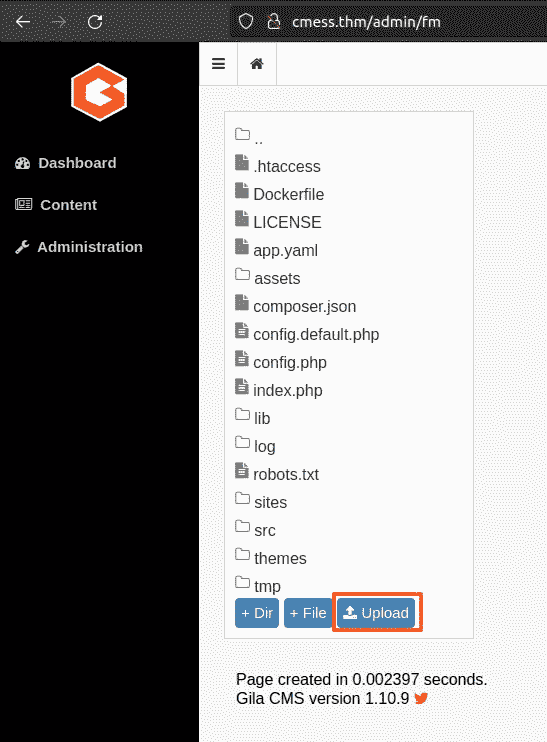 cmess.thm/admin/fm
Dashboard
Content
Administration
..
.htaccess
Dockerfile
LICENSE
app.yaml
assets
composer.json
config.default.php
config.php
index.php
lib
log
robots.txt
sites
src
themes
tmp
+ Dir + File Upload
Page created in 0.002397 seconds.
Gila CMS version 1.10.9